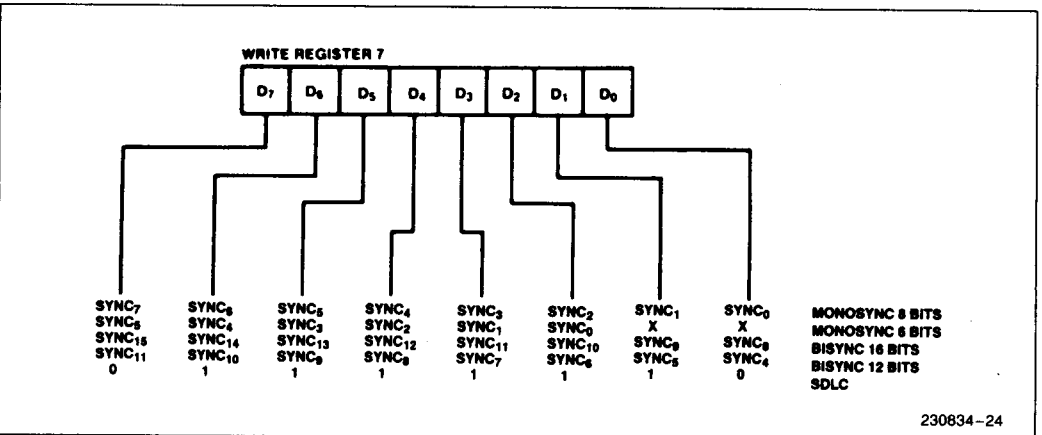 WRITE REGISTER 7
D₇ D₆ D₅ D₄ D₃ D₂ D₁ D₀
SYNC₇ SYNC₆ SYNC₅ SYNC₄ SYNC₃ SYNC₂ SYNC₁ SYNC₀ MONOSYNC 8 BITS
SYNC₅ SYNC₄ SYNC₃ SYNC₂ SYNC₁ SYNC₀ X X MONOSYNC 6 BITS
SYNC₁₅ SYNC₁₄ SYNC₁₃ SYNC₁₂ SYNC₁₁ SYNC₁₀ SYNC₉ SYNC₈ BISYNC 16 BITS
SYNC₁₁ SYNC₁₀ SYNC₉ SYNC₈ SYNC₇ SYNC₆ SYNC₅ SYNC₄ BISYNC 12 BITS
0 1 1 1 1 1 1 0 SDLC
230834-24